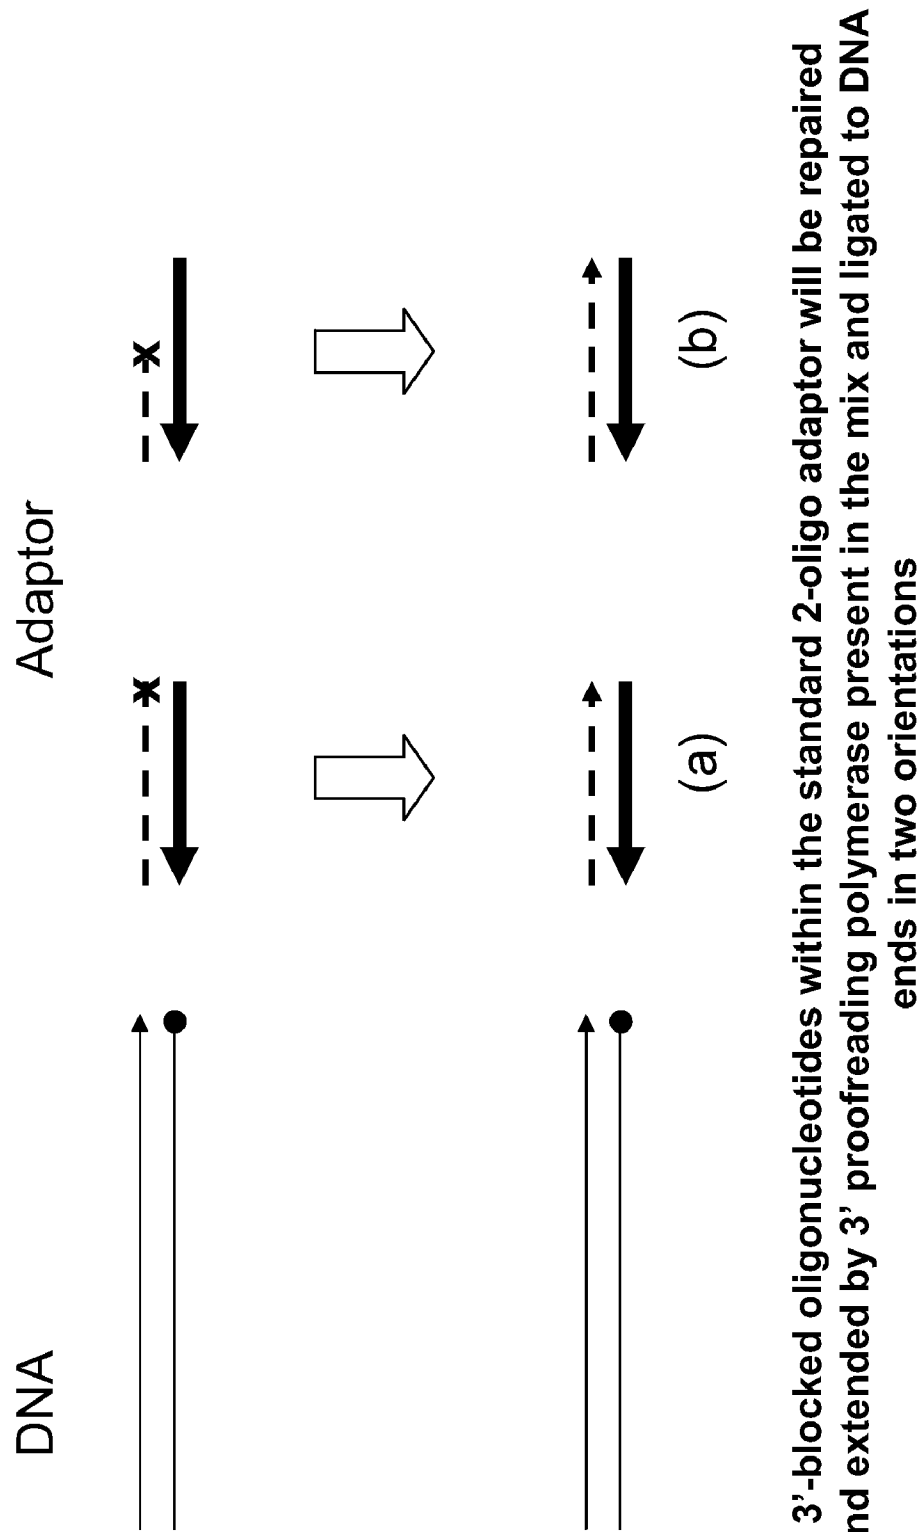 DNA
Adaptor
(a)
(b)
3’-blocked oligonucleotides within the standard 2-oligo adaptor will be repaired
extended by 3’ proofreading polymerase present in the mix and ligated to DNA
ends in two orientations